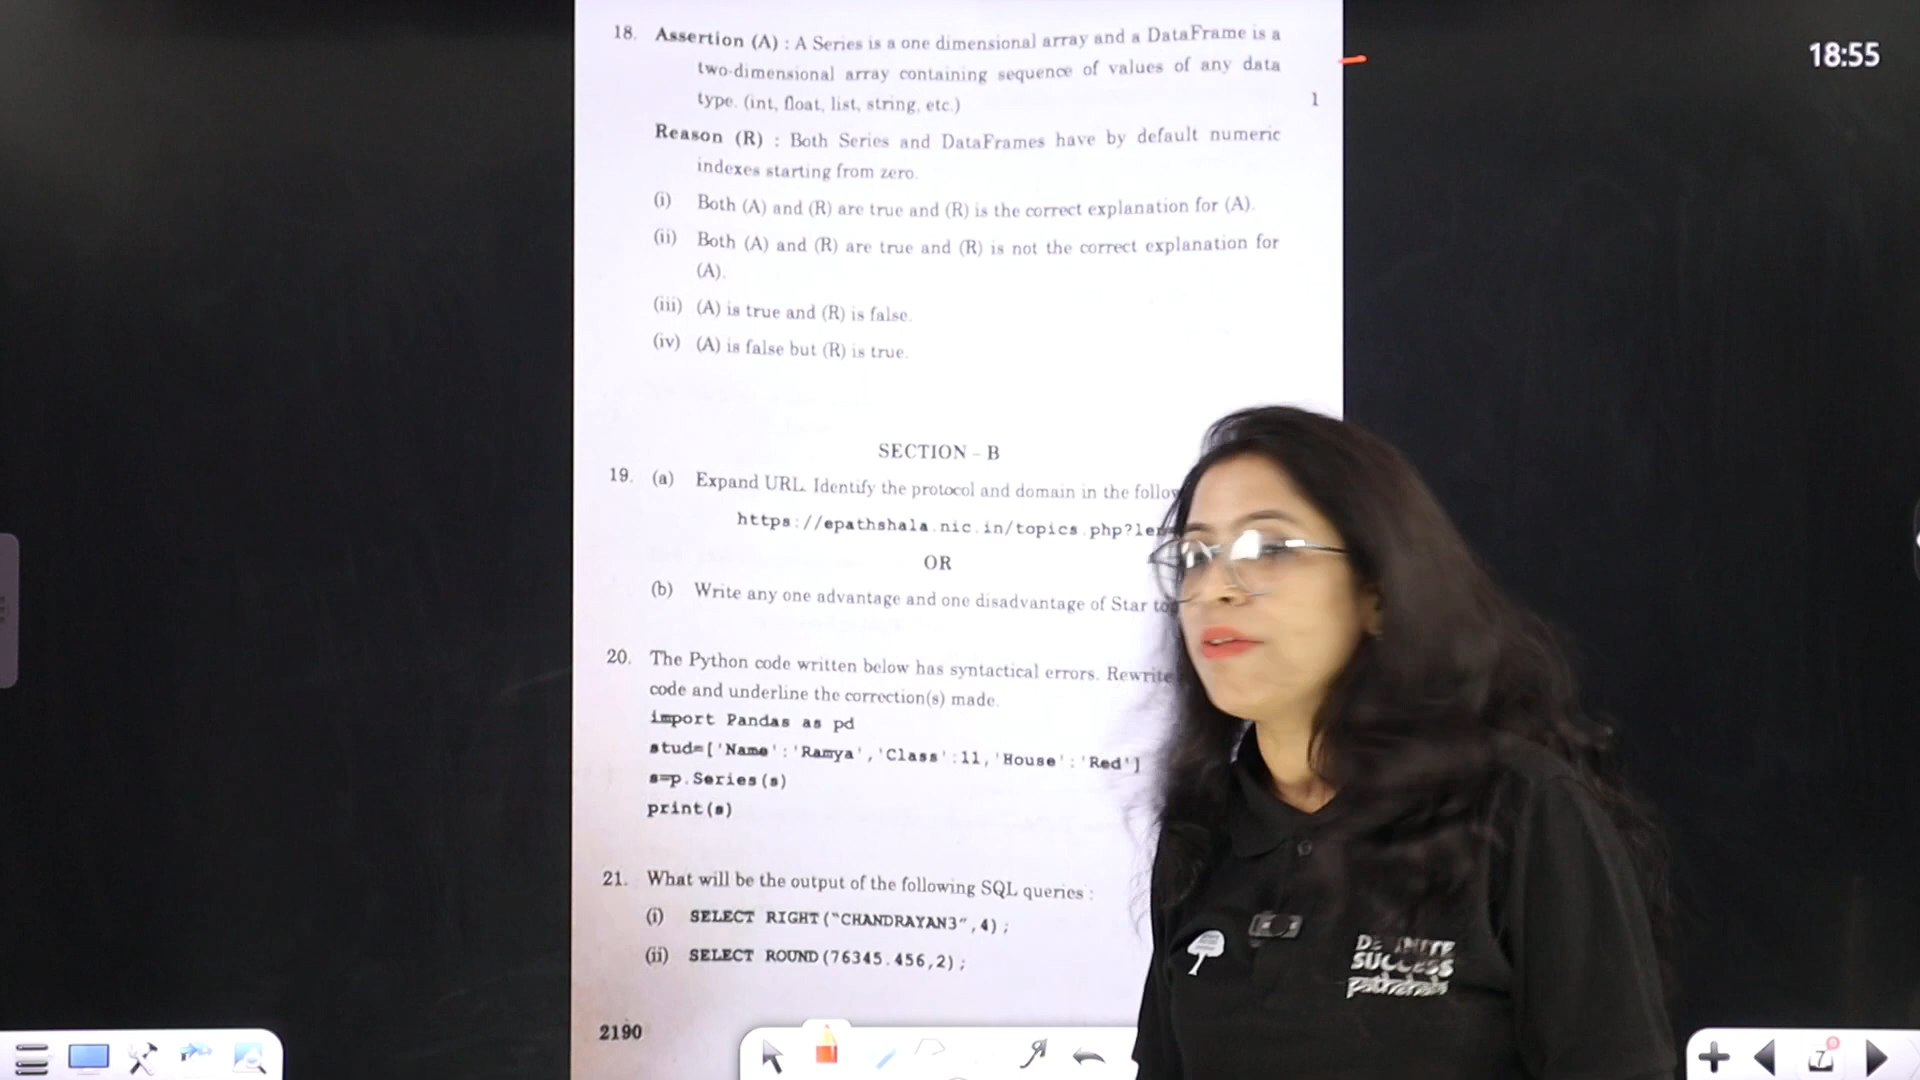 18:55
18. Assertion (A) : A Series is a one dimensional array and a DataFrame is a
two-dimensional array containing sequence of values of any data
type. (int, float, list, string, etc.)
1
Reason (R) : Both Series and DataFrames have by default numeric
indexes starting from zero.
(i) Both (A) and (R) are true and (R) is the correct explanation for (A).
(ii) Both (A) and (R) are true and (R) is not the correct explanation for
(A).
(iii) (A) is true and (R) is false.
(iv) (A) is false but (R) is true.
SECTION – B
19. (a) Expand URL. Identify the protocol and domain in the
https://epathshala.nic.in/topics.php?
OR
(b) Write any one advantage and one disadvantage of Star
20. The Python code written below has syntactical errors. Rewrite
code and underline the correction(s) made.
import Pandas as pd
stud=['Name':'Ramya','Class':11,'House':'Red']
s=p.Series(s)
print(s)
21. What will be the output of the following SQL queries :
(i) SELECT RIGHT("CHANDRAYAN3",4);
(ii) SELECT ROUND(76345.456,2);
2190
SUCCESS
pathshala
7